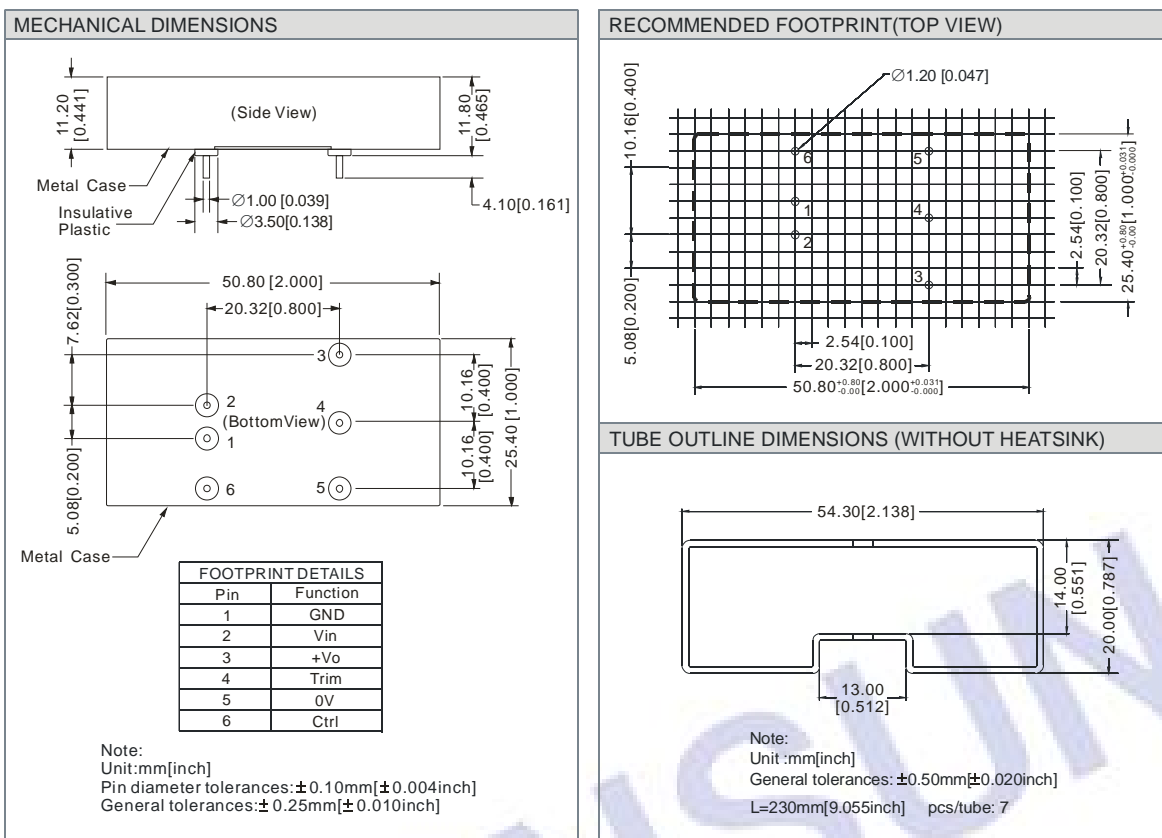 MECHANICAL DIMENSIONS
11.20
[0.441]
(Side View)
11.80
[0.465]
Metal Case
Insulative
Plastic
∅1.00 [0.039]
∅3.50[0.138]
4.10[0.161]
50.80 [2.000]
20.32[0.800]
7.62[0.300]
3
2
4
(BottomView)
1
6
5
10.16
[0.400]
10.16
[0.400]
25.40 [1.000]
5.08[0.200]
Metal Case
FOOTPRINT DETAILS
Pin Function
1 GND
2 Vin
3 +Vo
4 Trim
5 0V
6 Ctrl
Note:
Unit:mm[inch]
Pin diameter tolerances:±0.10mm[±0.004inch]
General tolerances:±0.25mm[±0.010inch]
RECOMMENDED FOOTPRINT(TOP VIEW)
∅1.20 [0.047]
10.16[0.400]
6
5
1
4
2
3
5.08[0.200]
2.54[0.100]
20.32[0.800]
25.40+0.80-0.00[1.000+0.031-0.000]
2.54[0.100]
20.32[0.800]
50.80+0.80-0.00[2.000+0.031-0.000]
TUBE OUTLINE DIMENSIONS (WITHOUT HEATSINK)
54.30[2.138]
14.00
[0.551]
20.00[0.787]
13.00
[0.512]
Note:
Unit :mm[inch]
General tolerances:±0.50mm[±0.020inch]
L=230mm[9.055inch] pcs/tube: 7